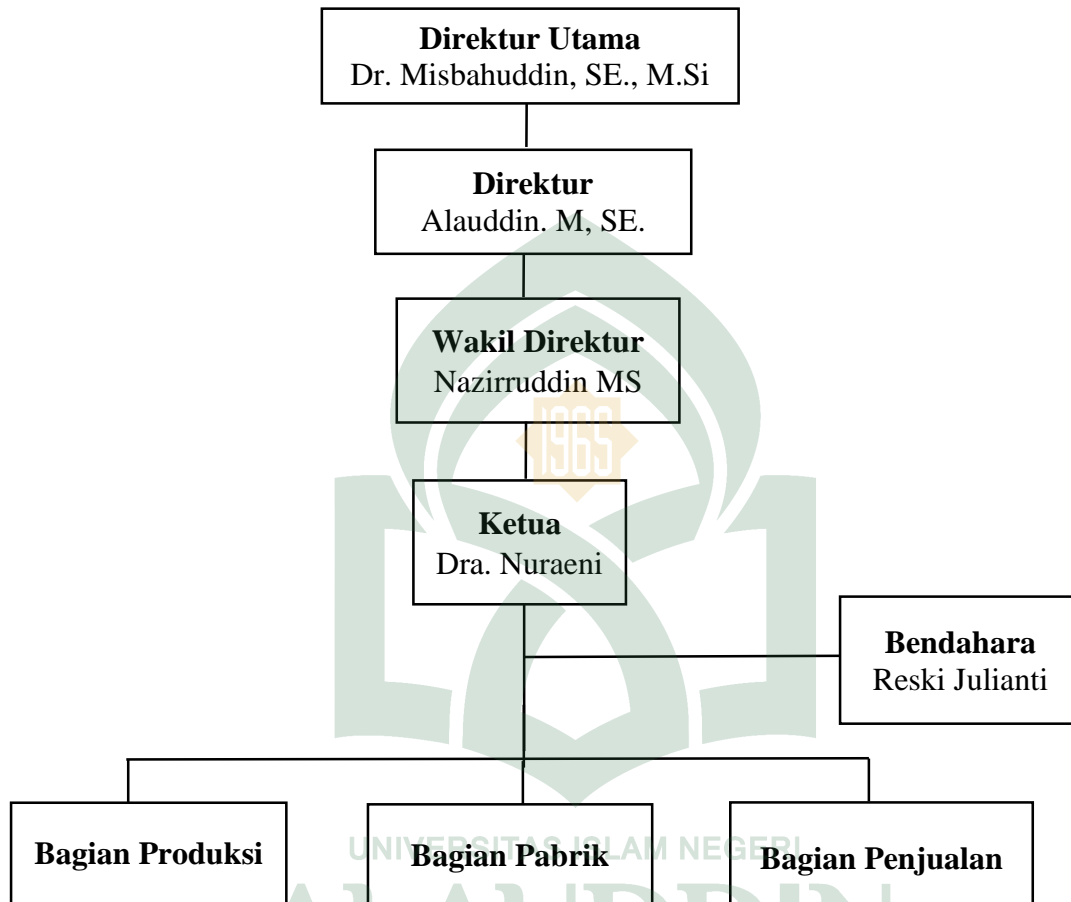 Direktur Utama
Dr. Misbahuddin, SE., M.Si
Direktur
Alauddin. M, SE.
Wakil Direktur
Nazirruddin MS
1965
Ketua
Dra. Nuraeni
Bendahara
Reski Julianti
Bagian Produksi
Bagian Pabrik
Bagian Penjualan
UNIVERSITAS ISLAM NEGERI
ALAUDDIN